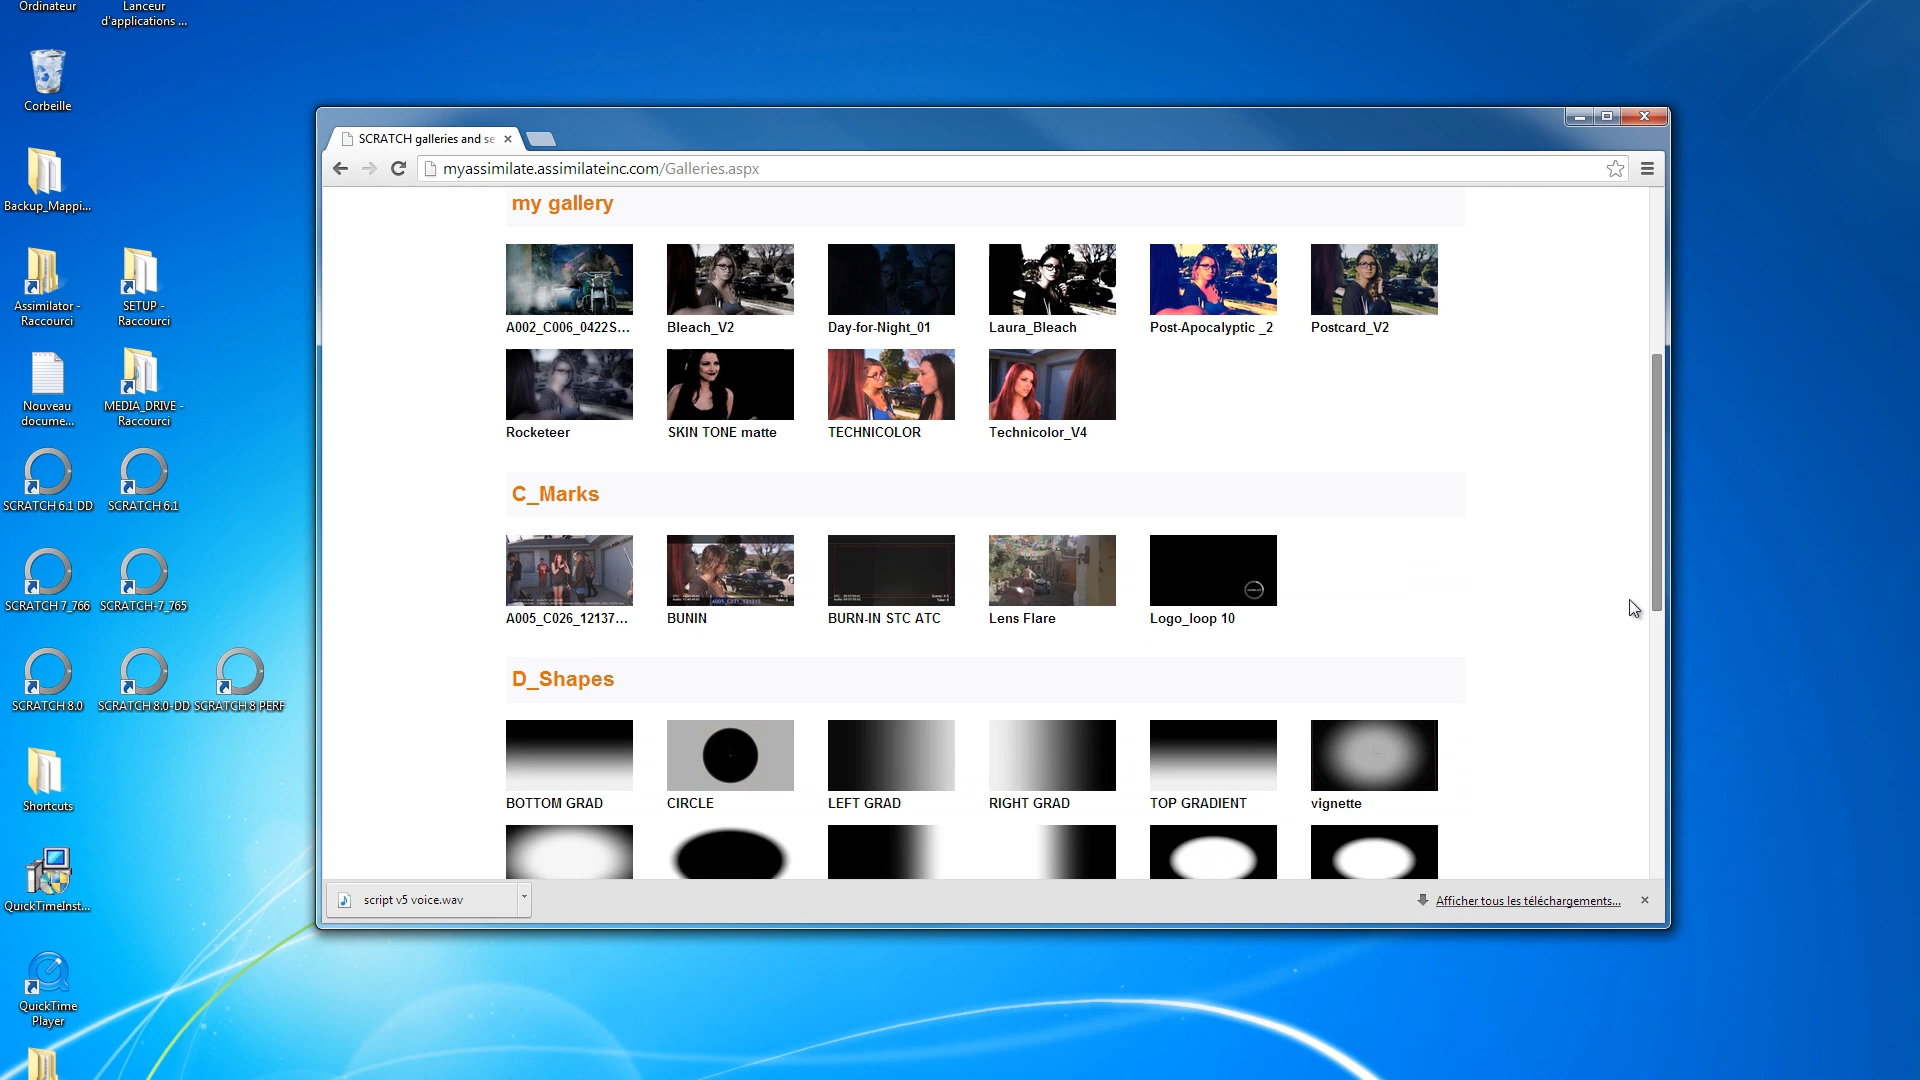 Ordinateur
Lanceur
d'applications ...
Corbeille
Backup_Mappi...
Assimilator -
Raccourci
SETUP -
Raccourci
Nouveau
docume...
MEDIA_DRIVE -
Raccourci
SCRATCH 6.1 DD
SCRATCH 6.1
SCRATCH 7_766
SCRATCH-7_765
SCRATCH 8.0
SCRATCH 8.0-DD
SCRATCH 8 PERF
Shortcuts
QuickTimeInst...
QuickTime
Player
SCRATCH galleries and se
myassimilate.assimilateinc.com/Galleries.aspx
my gallery
A002_C006_0422S...
Bleach_V2
Day-for-Night_01
Laura_Bleach
Post-Apocalyptic _2
Postcard_V2
Rocketeer
SKIN TONE matte
TECHNICOLOR
Technicolor_V4
C_Marks
A005_C026_12137...
BUNIN
BURN-IN STC ATC
Lens Flare
Logo_loop 10
D_Shapes
BOTTOM GRAD
CIRCLE
LEFT GRAD
RIGHT GRAD
TOP GRADIENT
vignette
script v5 voice.wav
Afficher tous les téléchargements...